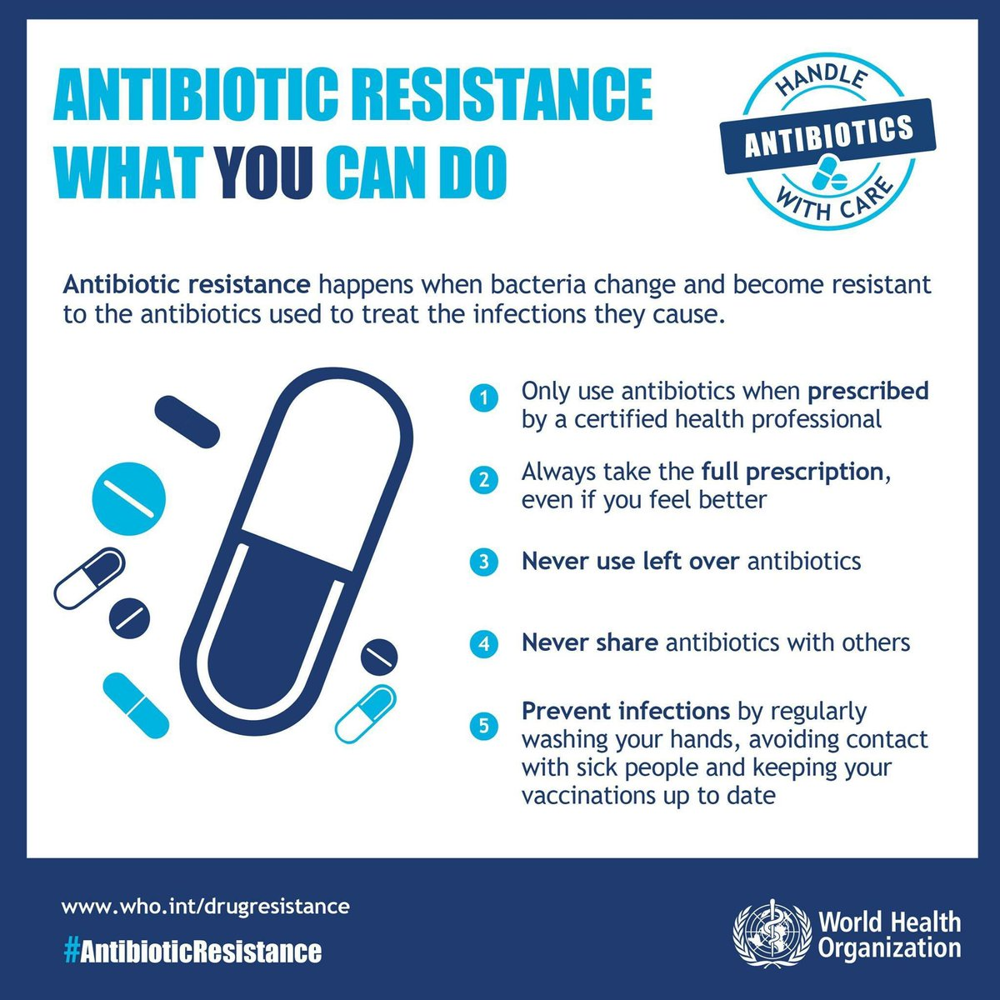 ANTIBIOTIC RESISTANCE
WHAT YOU CAN DO
HANDLE
ANTIBIOTICS
WITH CARE
Antibiotic resistance happens when bacteria change and become resistant
to the antibiotics used to treat the infections they cause.
1 Only use antibiotics when prescribed
by a certified health professional
2 Always take the full prescription,
even if you feel better
3 Never use left over antibiotics
4 Never share antibiotics with others
5 Prevent infections by regularly
washing your hands, avoiding contact
with sick people and keeping your
vaccinations up to date
www.who.int/drugresistance
#AntibioticResistance
World Health
Organization